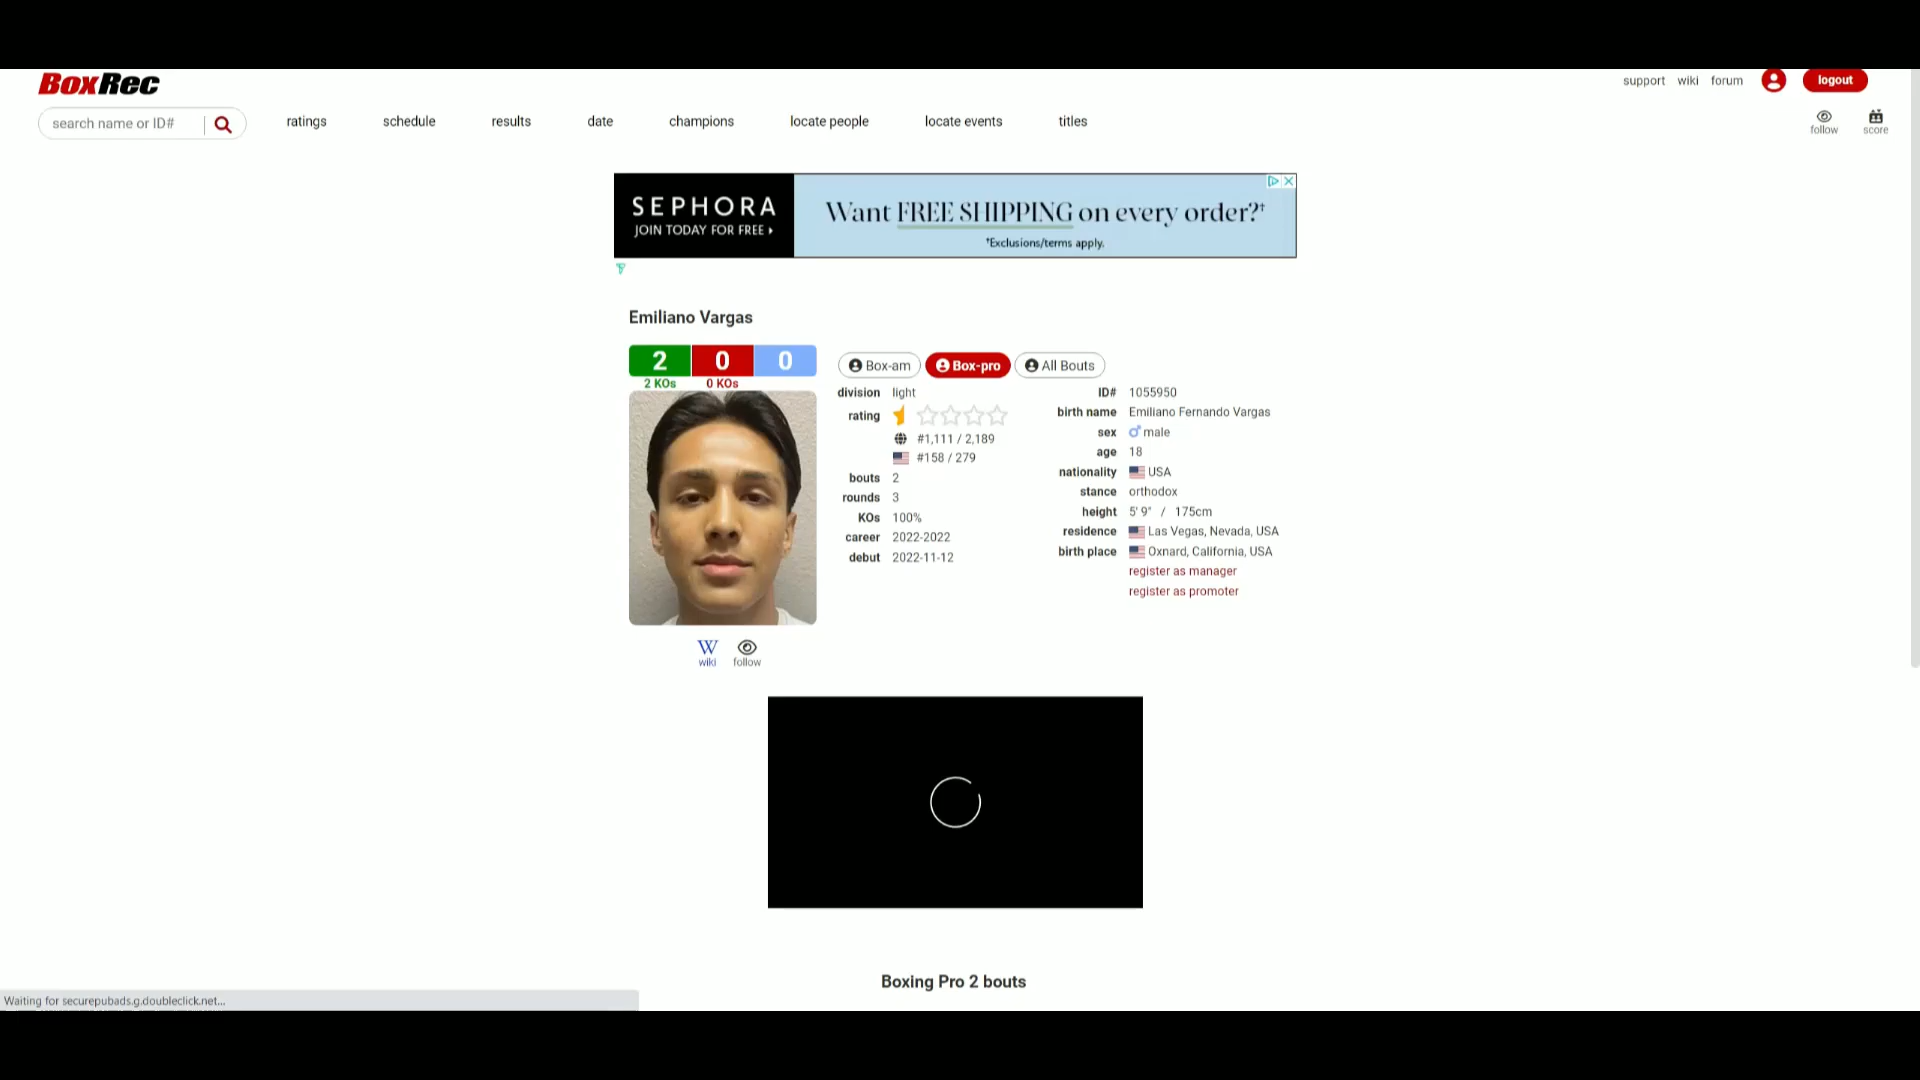 BoxRec
support wiki forum logout
search name or ID#
ratings schedule results date champions locate people locate events titles
follow score
SEPHORA
JOIN TODAY FOR FREE
Want FREE SHIPPING on every order?†
†Exclusions/terms apply.
Emiliano Vargas
2 0 0
2 KOs 0 KOs
Box-am Box-pro All Bouts
division light
rating
#1,111 / 2,189
#158 / 279
bouts 2
rounds 3
KOs 100%
career 2022-2022
debut 2022-11-12
ID# 1055950
birth name Emiliano Fernando Vargas
sex male
age 18
nationality USA
stance orthodox
height 5' 9" / 175cm
residence Las Vegas, Nevada, USA
birth place Oxnard, California, USA
register as manager
register as promoter
W
wiki follow
Boxing Pro 2 bouts
Waiting for securepubads.g.doubleclick.net...